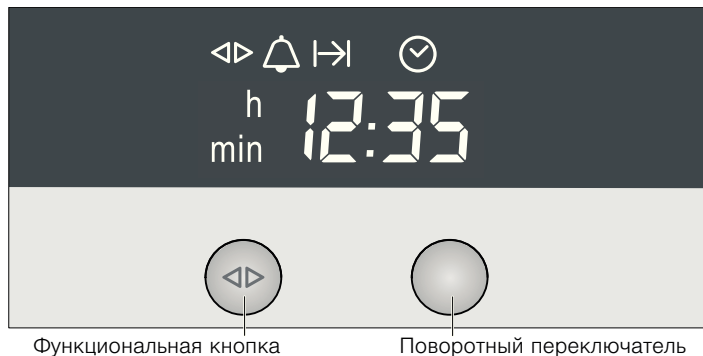 h 12:35
min
Функциональная кнопка
Поворотный переключатель